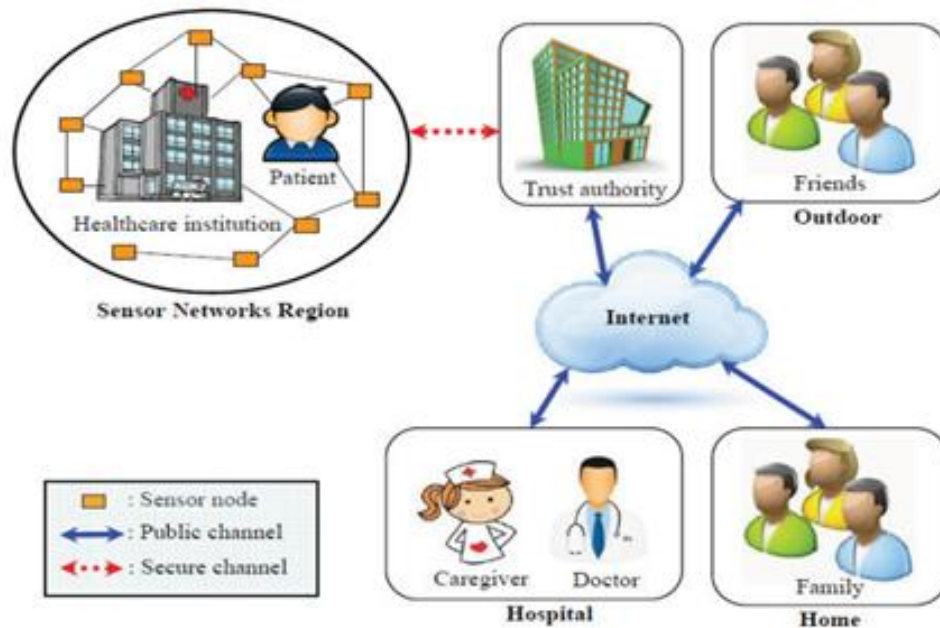 Patient
Healthcare institution
Sensor Networks Region
Trust authority
Friends
Outdoor
Internet
Caregiver
Doctor
Hospital
Family
Home
: Sensor node
: Public channel
: Secure channel